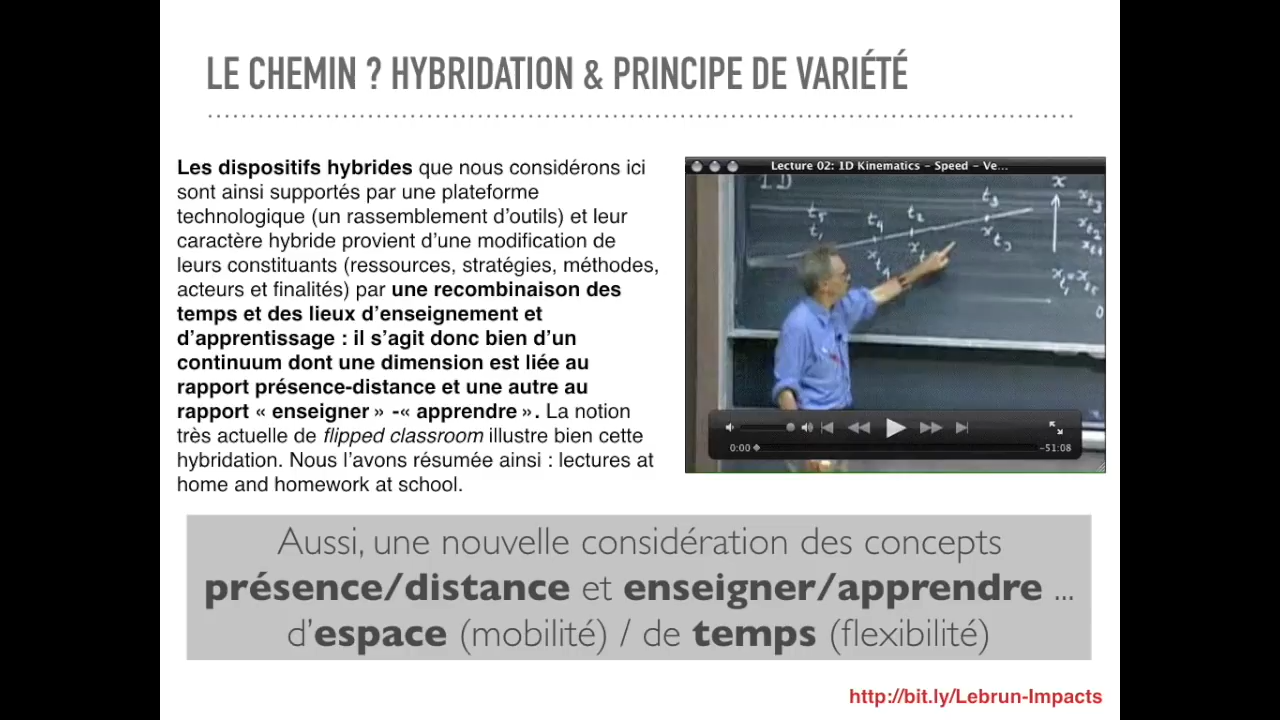 LE CHEMIN ? HYBRIDATION & PRINCIPE DE VARIÉTÉ
Les dispositifs hybrides que nous considérons ici
sont ainsi supportés par une plateforme
technologique (un rassemblement d’outils) et leur
caractère hybride provient d’une modification de
leurs constituants (ressources, stratégies, méthodes,
acteurs et finalités) par une recombinaison des
temps et des lieux d’enseignement et
d’apprentissage : il s’agit donc bien d’un
continuum dont une dimension est liée au
rapport présence-distance et une autre au
rapport « enseigner » -« apprendre ». La notion
très actuelle de flipped classroom illustre bien cette
hybridation. Nous l’avons résumée ainsi : lectures at
home and homework at school.
Lecture 02: 1D Kinematics – Speed – Ve...
1D
t5
t1
t4
t2
t3
x
0:00
-51:08
Aussi, une nouvelle considération des concepts
présence/distance et enseigner/apprendre ...
d’espace (mobilité) / de temps (flexibilité)
http://bit.ly/Lebrun-Impacts